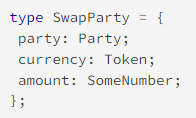 type SwapParty = {
 party: Party;
 currency: Token;
 amount: SomeNumber;
};